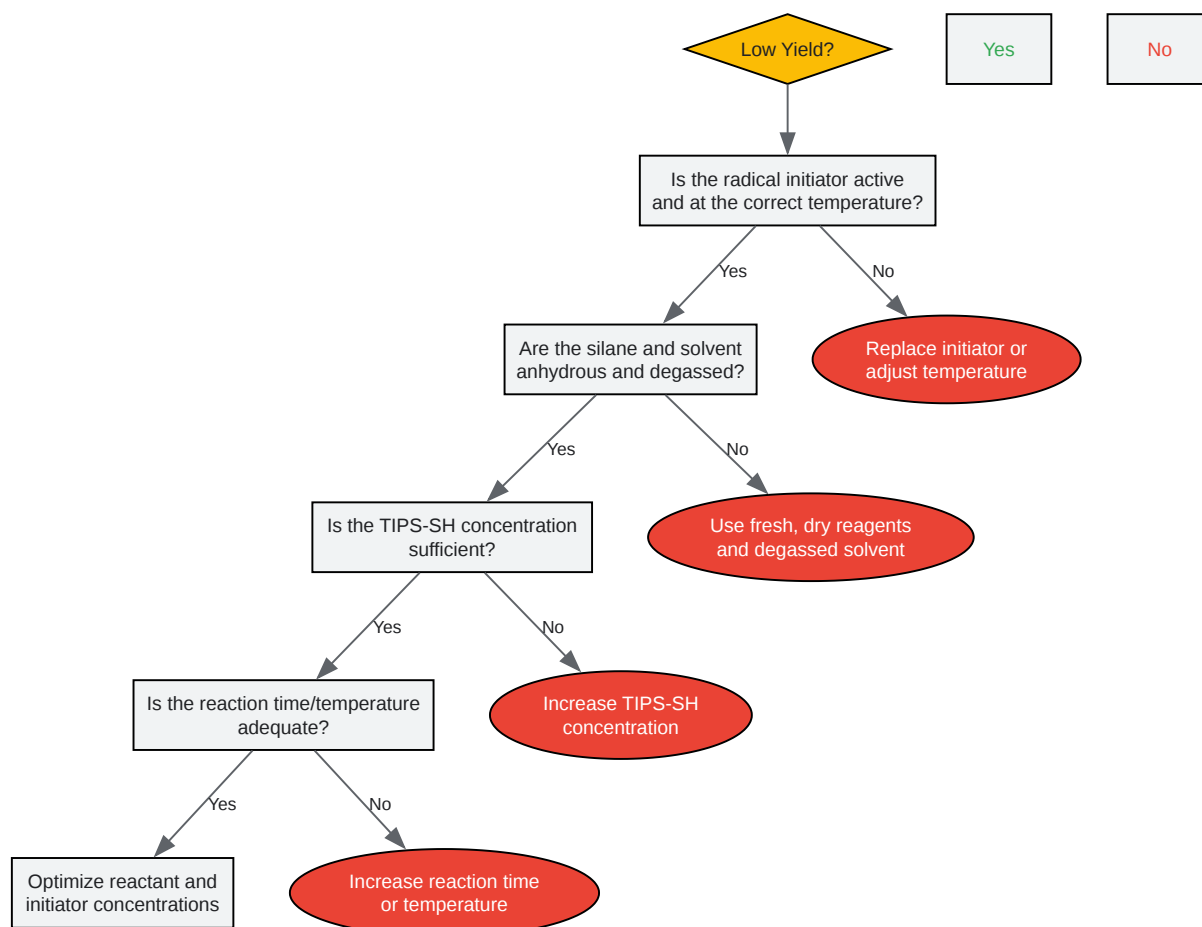 Low Yield?
Yes
No
Is the radical initiator active
and at the correct temperature?
Yes
No
Are the silane and solvent
anhydrous and degassed?
Replace initiator or
adjust temperature
Yes
No
Is the TIPS-SH concentration
sufficient?
Use fresh, dry reagents
and degassed solvent
Yes
No
Is the reaction time/temperature
adequate?
Increase TIPS-SH
concentration
Yes
No
Optimize reactant and
initiator concentrations
Increase reaction time
or temperature